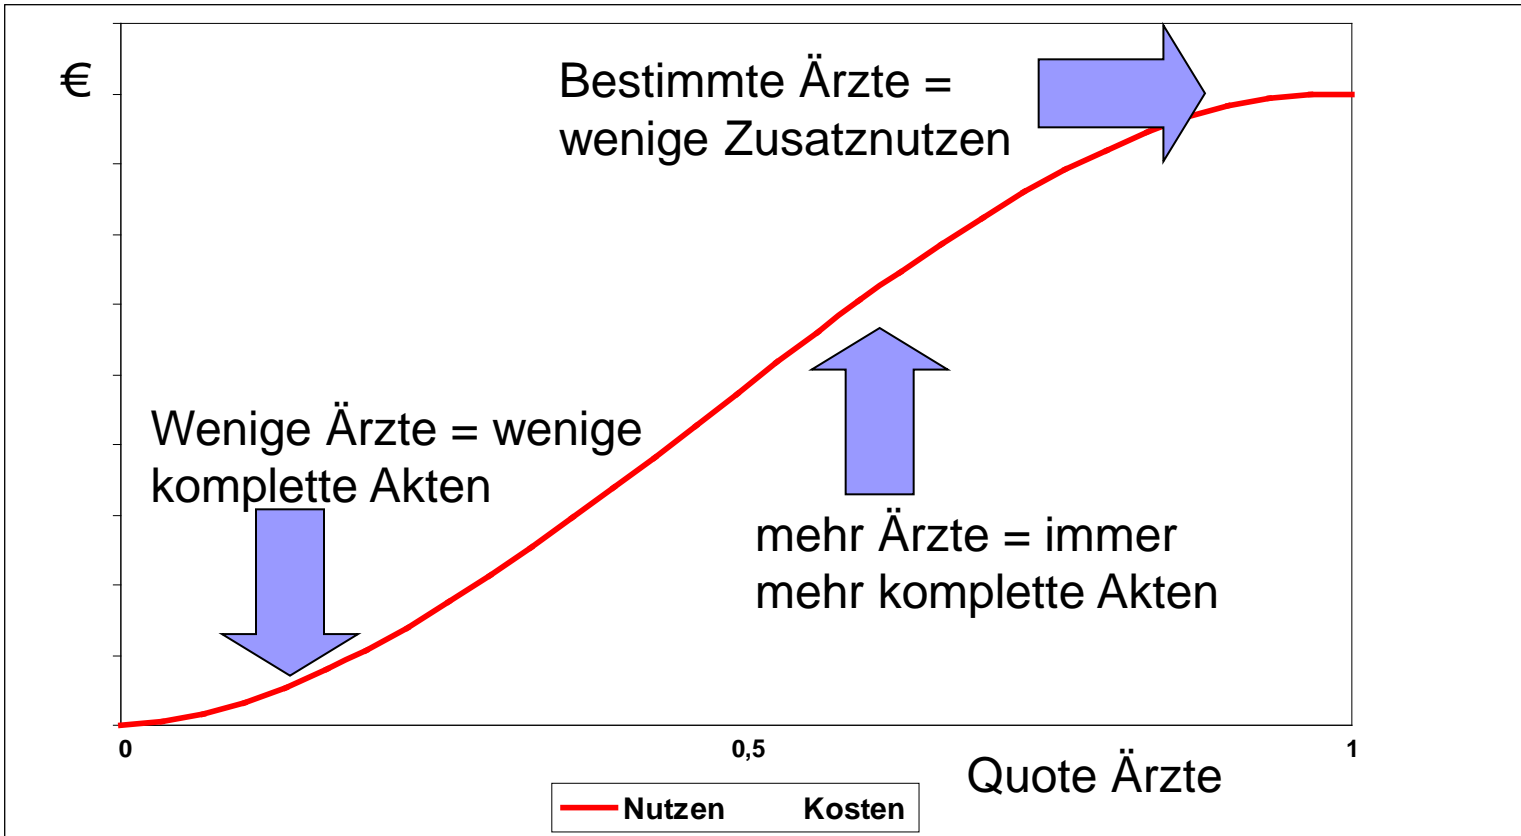 €
Bestimmte Ärzte =
wenige Zusatznutzen
Wenige Ärzte = wenige
komplette Akten
mehr Ärzte = immer
mehr komplette Akten
0
0,5
1
Quote Ärzte
Nutzen Kosten